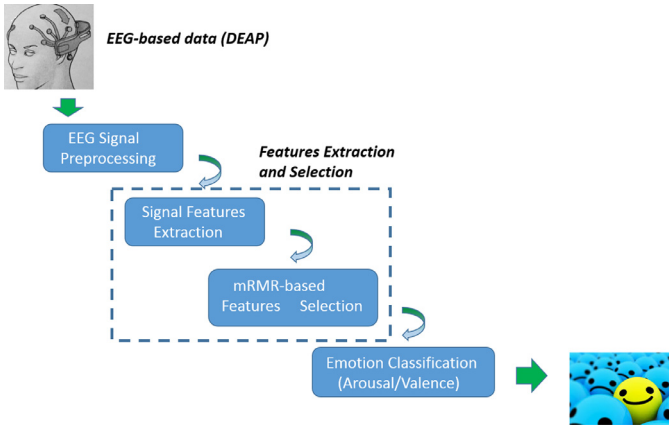 EEG-based data (DEAP)
EEG Signal
Preprocessing
Features Extraction
and Selection
Signal Features
Extraction
mRMR-based
Features Selection
Emotion Classification
(Arousal/Valence)